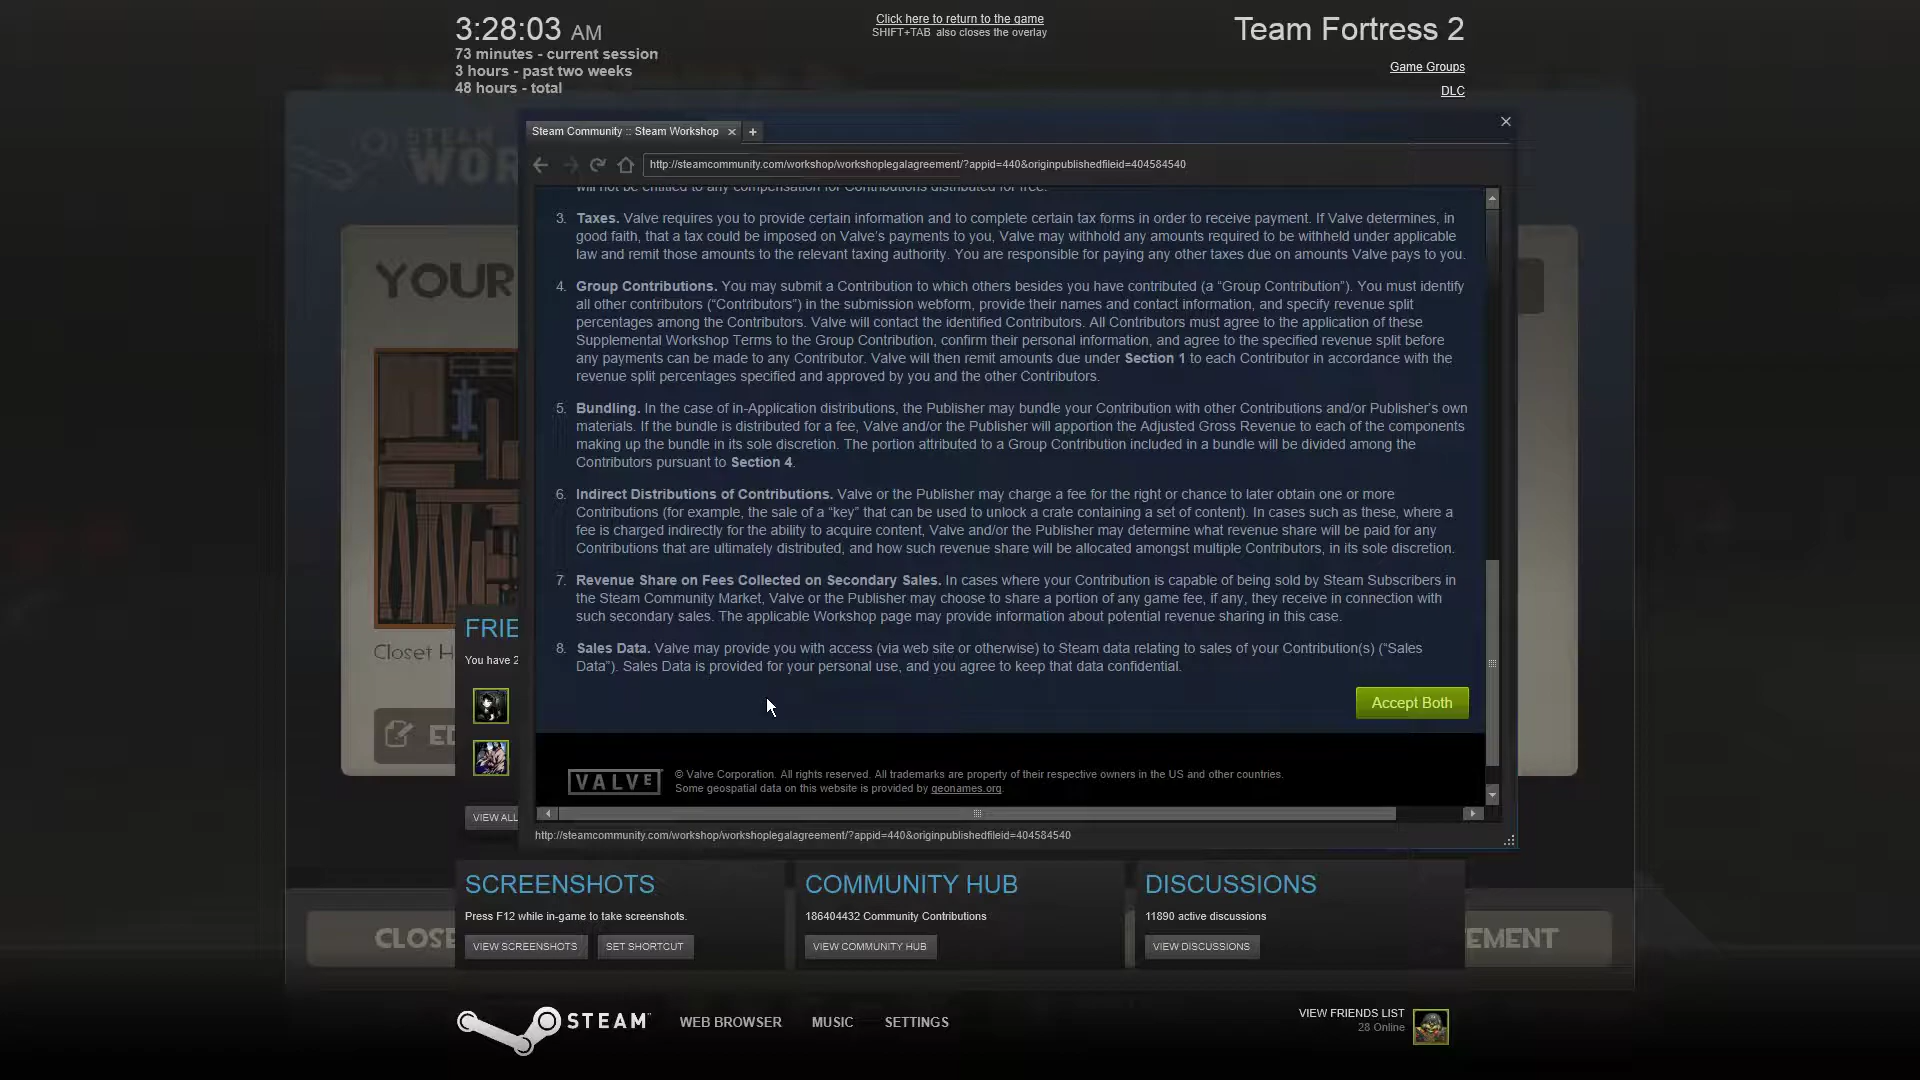 3:28:03 AM
73 minutes - current session
3 hours - past two weeks
48 hours - total
Click here to return to the game
SHIFT+TAB also closes the overlay
Team Fortress 2
Game Groups
DLC
Steam Community :: Steam Workshop
http://steamcommunity.com/workshop/workshoplegalagreement/?appid=440&originpublishedfileid=404584540
will not be entitled to any compensation for Contributions distributed for free.
3. Taxes. Valve requires you to provide certain information and to complete certain tax forms in order to receive payment. If Valve determines, in
good faith, that a tax could be imposed on Valve's payments to you, Valve may withhold any amounts required to be withheld under applicable
law and remit those amounts to the relevant taxing authority. You are responsible for paying any other taxes due on amounts Valve pays to you.
4. Group Contributions. You may submit a Contribution to which others besides you have contributed (a “Group Contribution”). You must identify
all other contributors (“Contributors”) in the submission webform, provide their names and contact information, and specify revenue split
percentages among the Contributors. Valve will contact the identified Contributors. All Contributors must agree to the application of these
Supplemental Workshop Terms to the Group Contribution, confirm their personal information, and agree to the specified revenue split before
any payments can be made to any Contributor. Valve will then remit amounts due under Section 1 to each Contributor in accordance with the
revenue split percentages specified and approved by you and the other Contributors.
5. Bundling. In the case of in-Application distributions, the Publisher may bundle your Contribution with other Contributions and/or Publisher's own
materials. If the bundle is distributed for a fee, Valve and/or the Publisher will apportion the Adjusted Gross Revenue to each of the components
making up the bundle in its sole discretion. The portion attributed to a Group Contribution included in a bundle will be divided among the
Contributors pursuant to Section 4.
6. Indirect Distributions of Contributions. Valve or the Publisher may charge a fee for the right or chance to later obtain one or more
Contributions (for example, the sale of a “key” that can be used to unlock a crate containing a set of content). In cases such as these, where a
fee is charged indirectly for the ability to acquire content, Valve and/or the Publisher may determine what revenue share will be paid for any
Contributions that are ultimately distributed, and how such revenue share will be allocated amongst multiple Contributors, in its sole discretion.
7. Revenue Share on Fees Collected on Secondary Sales. In cases where your Contribution is capable of being sold by Steam Subscribers in
the Steam Community Market, Valve or the Publisher may choose to share a portion of any game fee, if any, they receive in connection with
such secondary sales. The applicable Workshop page may provide information about potential revenue sharing in this case.
8. Sales Data. Valve may provide you with access (via web site or otherwise) to Steam data relating to sales of your Contribution(s) (“Sales
Data”). Sales Data is provided for your personal use, and you agree to keep that data confidential.
Accept Both
VALVE
© Valve Corporation. All rights reserved. All trademarks are property of their respective owners in the US and other countries.
Some geospatial data on this website is provided by geonames.org.
http://steamcommunity.com/workshop/workshoplegalagreement/?appid=440&originpublishedfileid=404584540
STEAM
WO
YOUR
Closet H
ED
FRIE
You have 2
VIEW ALL
CLOSE
EMENT
SCREENSHOTS
Press F12 while in-game to take screenshots.
VIEW SCREENSHOTS
SET SHORTCUT
COMMUNITY HUB
186404432 Community Contributions
VIEW COMMUNITY HUB
DISCUSSIONS
11890 active discussions
VIEW DISCUSSIONS
STEAM
WEB BROWSER
MUSIC
SETTINGS
VIEW FRIENDS LIST
28 Online